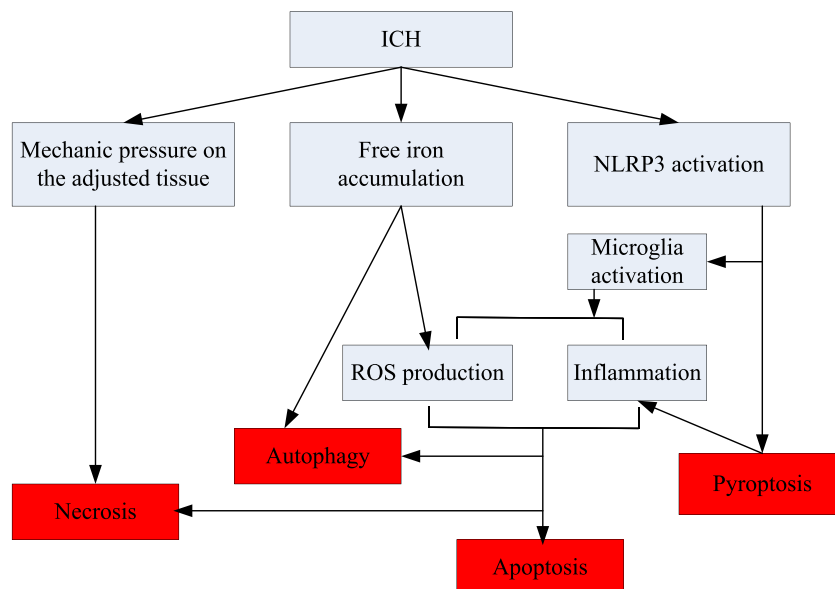 ICH
Mechanic pressure on
the adjusted tissue
Free iron
accumulation
NLRP3 activation
Microglia
activation
ROS production
Inflammation
Autophagy
Pyroptosis
Necrosis
Apoptosis